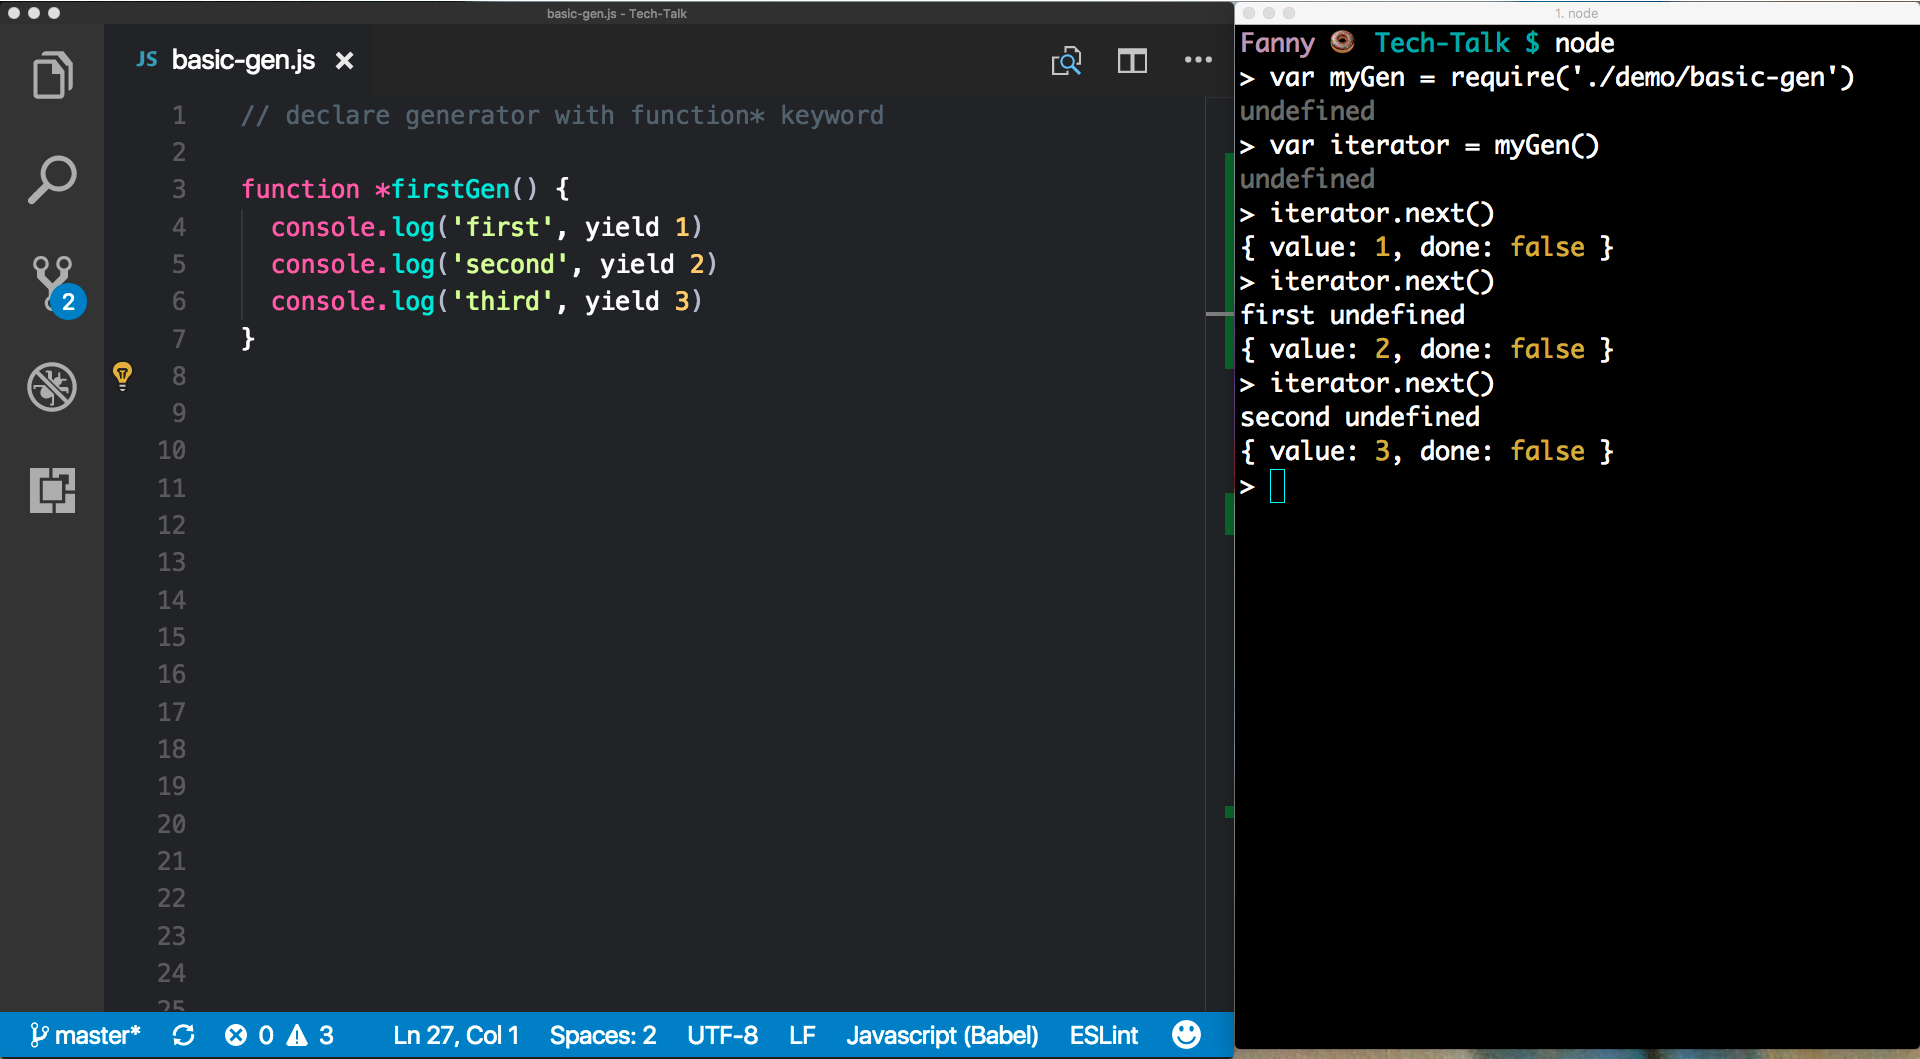 basic-gen.js - Tech-Talk
JS basic-gen.js ×
1 // declare generator with function* keyword
2
3 function *firstGen() {
4 console.log('first', yield 1)
5 console.log('second', yield 2)
6 console.log('third', yield 3)
7 }
8
9
10
11
12
13
14
15
16
17
18
19
20
21
22
23
24
25
2
master* 0 3 Ln 27, Col 1 Spaces: 2 UTF-8 LF Javascript (Babel) ESLint
1. node
Fanny 🍩 Tech-Talk $ node
> var myGen = require('./demo/basic-gen')
undefined
> var iterator = myGen()
undefined
> iterator.next()
{ value: 1, done: false }
> iterator.next()
first undefined
{ value: 2, done: false }
> iterator.next()
second undefined
{ value: 3, done: false }
>